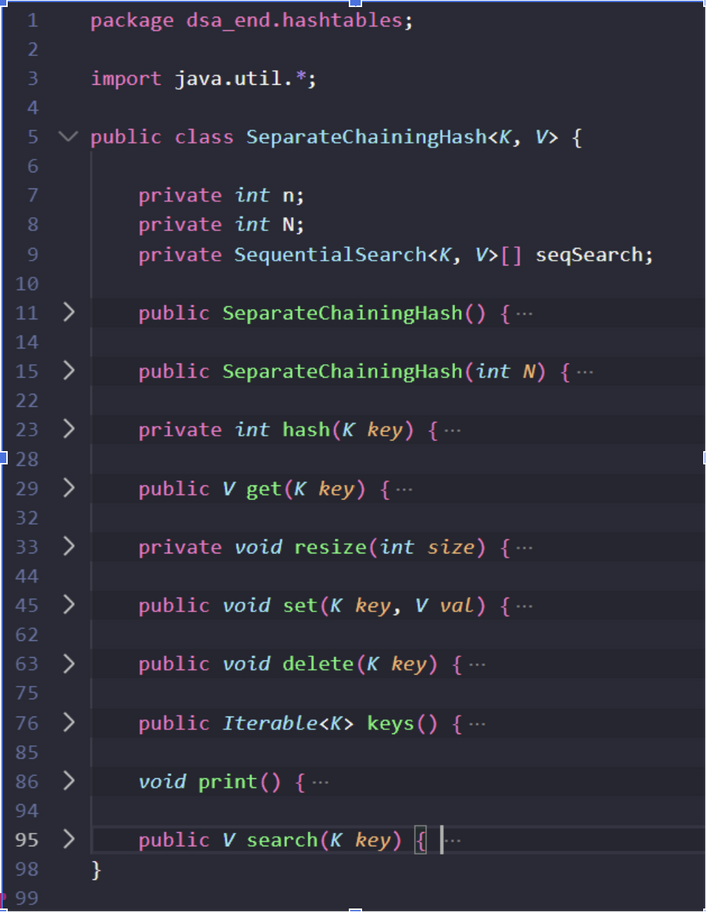 1 package dsa_end.hashtables;
2
3 import java.util.*;
4
5 public class SeparateChainingHash<K, V> {
6
7 private int n;
8 private int N;
9 private SequentialSearch<K, V>[] seqSearch;
10
11 public SeparateChainingHash() { ···
14
15 public SeparateChainingHash(int N) { ···
22
23 private int hash(K key) { ···
28
29 public V get(K key) { ···
32
33 private void resize(int size) { ···
44
45 public void set(K key, V val) { ···
62
63 public void delete(K key) { ···
75
76 public Iterable<K> keys() { ···
85
86 void print() { ···
94
95 public V search(K key) { ···
98 }
99